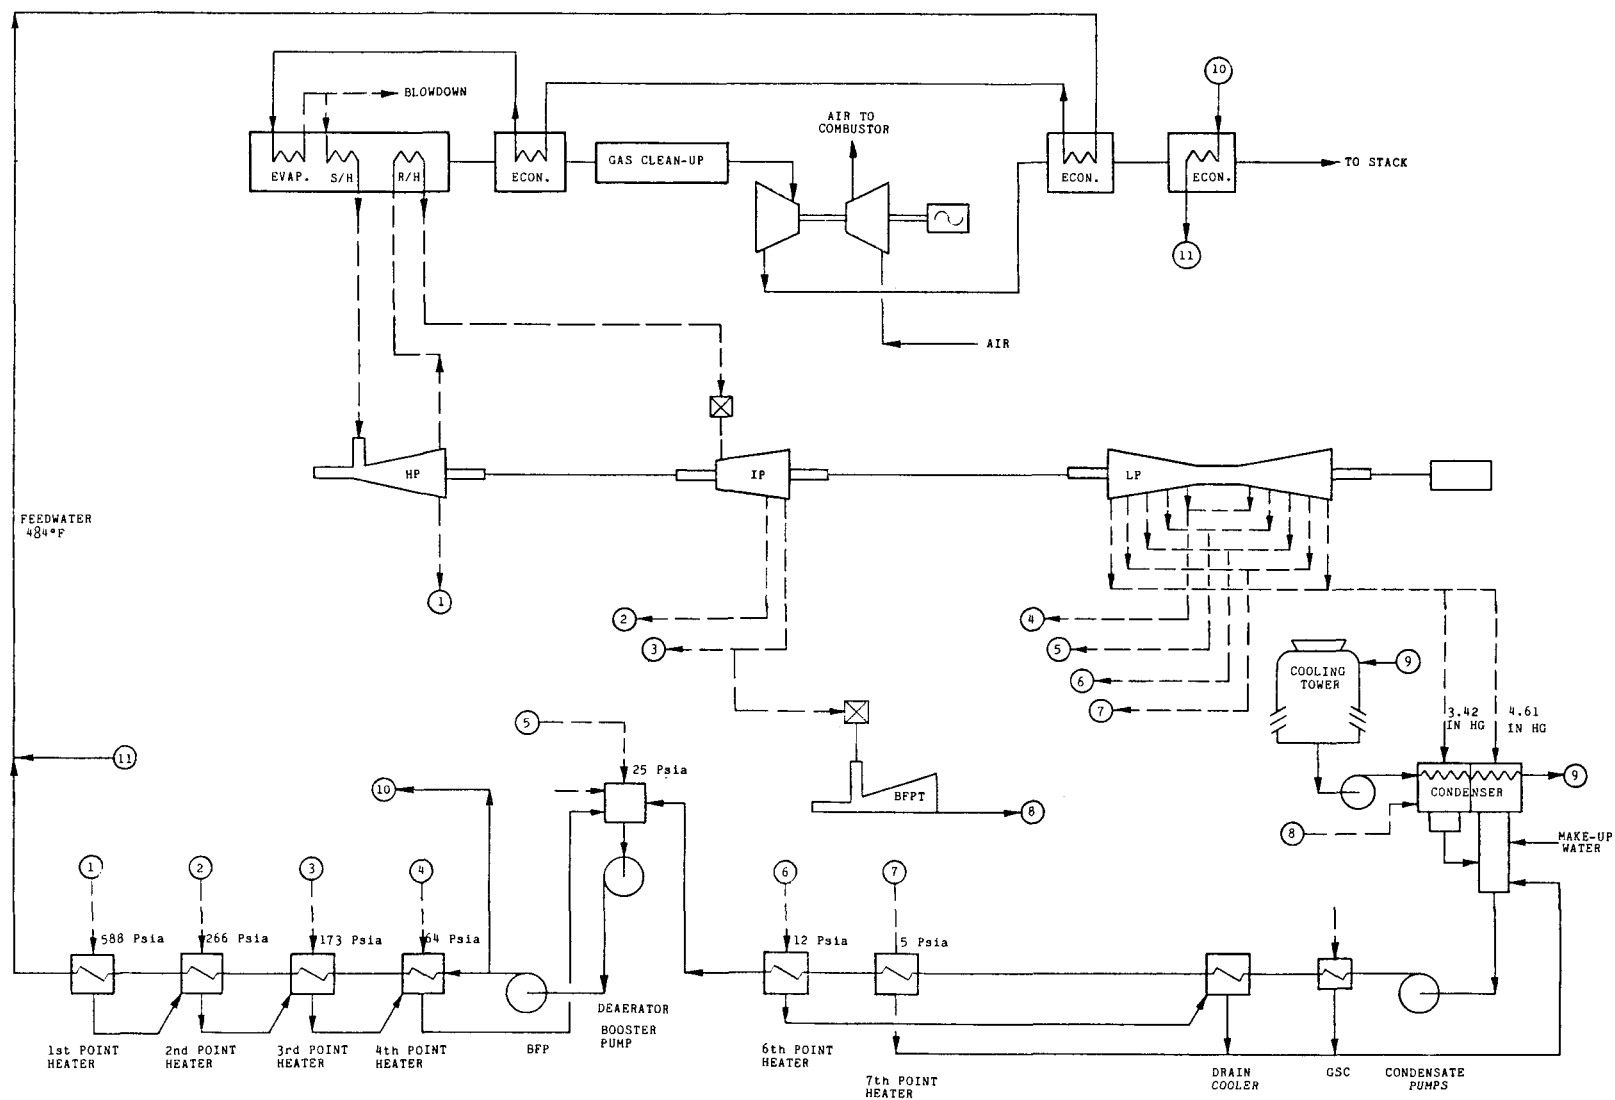 10
BLOWDOWN
AIR TO
COMBUSTOR
EVAP.
S/H
R/H
ECON.
GAS CLEAN-UP
ECON.
ECON.
TO STACK
11
AIR
HP
IP
LP
FEEDWATER
484°F
1
2
3
4
5
6
7
COOLING
TOWER
9
3.42
IN HG
4.61
IN HG
5
25 Psia
11
10
BFPT
8
CONDENSER
9
8
MAKE-UP
WATER
1
2
3
4
6
7
588 Psia
266 Psia
173 Psia
64 Psia
12 Psia
5 Psia
DEAERATOR
BOOSTER
PUMP
BFP
1st POINT
HEATER
2nd POINT
HEATER
3rd POINT
HEATER
4th POINT
HEATER
6th POINT
HEATER
7th POINT
HEATER
DRAIN
COOLER
GSC
CONDENSATE
PUMPS